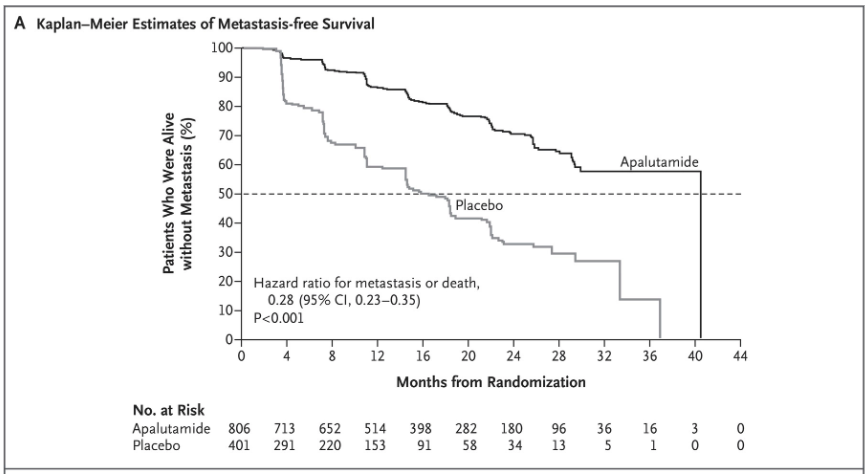 A Kaplan–Meier Estimates of Metastasis-free Survival
Patients Who Were Alive
without Metastasis (%)
100
90
80
70
60
50
40
30
20
10
0
Apalutamide
Placebo
Hazard ratio for metastasis or death,
0.28 (95% CI, 0.23–0.35)
P<0.001
0 4 8 12 16 20 24 28 32 36 40 44
Months from Randomization
No. at Risk
Apalutamide 806 713 652 514 398 282 180 96 36 16 3 0
Placebo 401 291 220 153 91 58 34 13 5 1 0 0